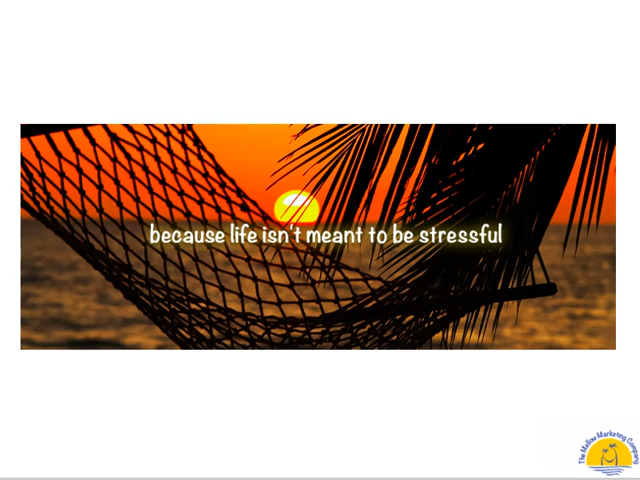 because life isn't meant to be stressful
The Mellow Marketing Company